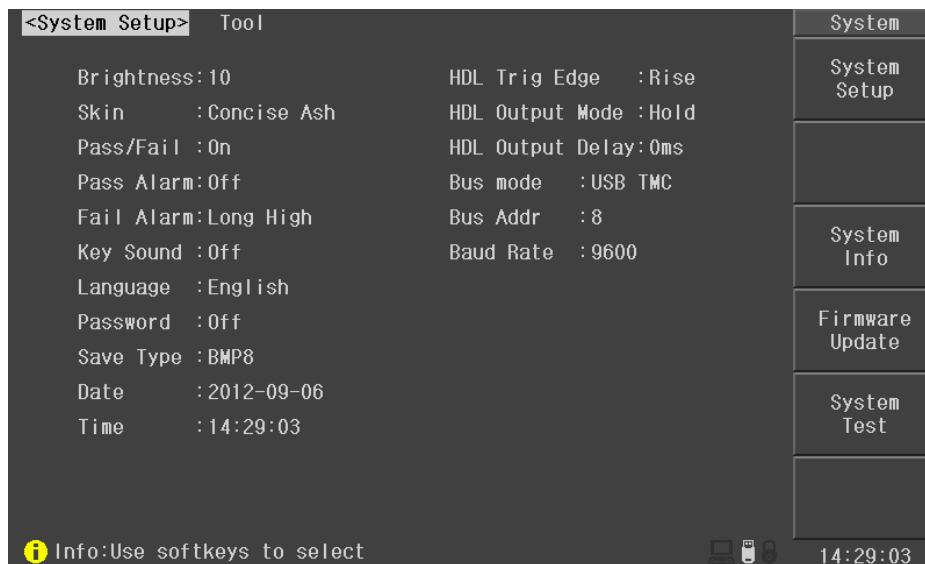 <System Setup> Tool
Brightness:10
Skin :Concise Ash
Pass/Fail :On
Pass Alarm:Off
Fail Alarm:Long High
Key Sound :Off
Language :English
Password :Off
Save Type :BMP8
Date :2012-09-06
Time :14:29:03
HDL Trig Edge :Rise
HDL Output Mode :Hold
HDL Output Delay:0ms
Bus mode :USB TMC
Bus Addr :8
Baud Rate :9600
System
System
Setup
System
Info
Firmware
Update
System
Test
Info:Use softkeys to select
14:29:03